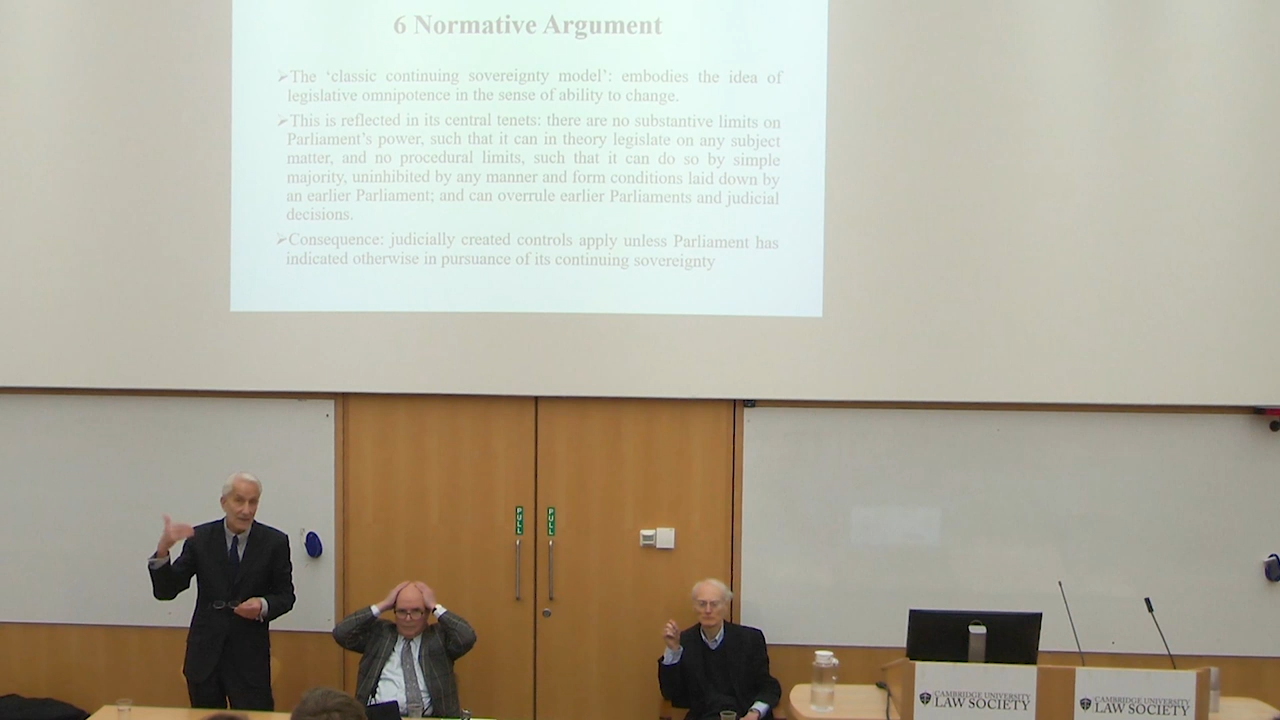 6 Normative Argument
➢The ‘classic continuing sovereignty model’: embodies the idea of
legislative omnipotence in the sense of ability to change.
➢This is reflected in its central tenets: there are no substantive limits on
Parliament’s power, such that it can in theory legislate on any subject
matter, and no procedural limits, such that it can do so by simple
majority, uninhibited by any manner and form conditions laid down by
an earlier Parliament; and can overrule earlier Parliaments and judicial
decisions.
➢Consequence: judicially created controls apply unless Parliament has
indicated otherwise in pursuance of its continuing sovereignty
PULL
PULL
CAMBRIDGE UNIVERSITY
LAW SOCIETY
CAMBRIDGE UNIVERSITY
LAW SOCIETY